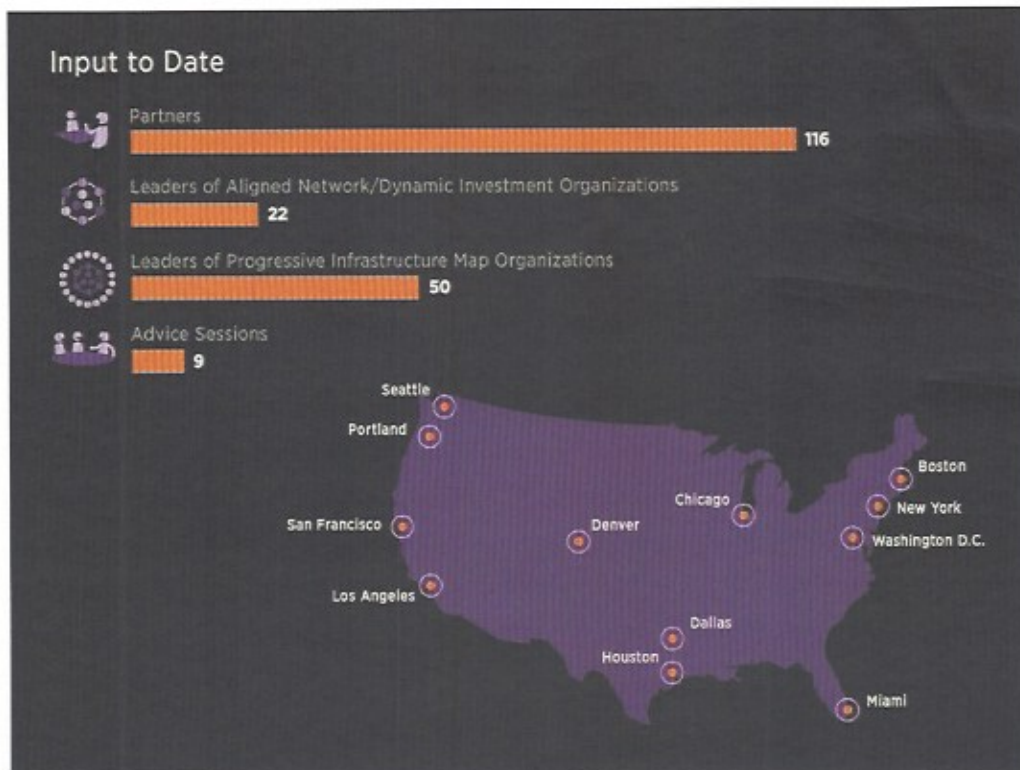 Input to Date
Partners
116
Leaders of Aligned Network/Dynamic Investment Organizations
22
Leaders of Progressive Infrastructure Map Organizations
50
Advice Sessions
9
Seattle
Portland
Boston
Chicago
New York
San Francisco
Denver
Washington D.C.
Los Angeles
Dallas
Houston
Miami